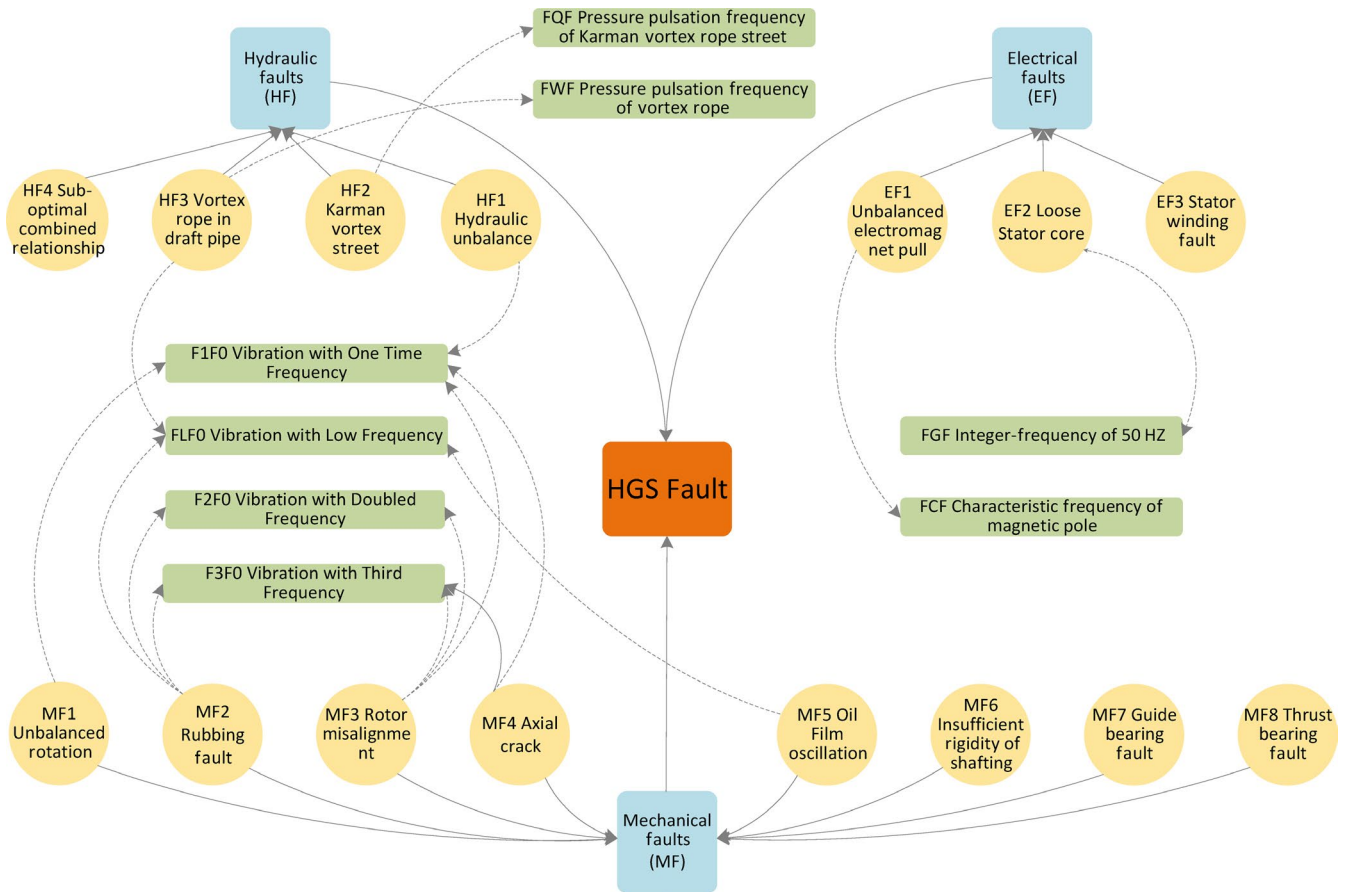 FQF Pressure pulsation frequency
of Karman vortex rope street
Hydraulic
faults
(HF)
Electrical
faults
(EF)
FWF Pressure pulsation frequency
of vortex rope
HF4 Sub-
optimal
combined
relationship
HF3 Vortex
rope in
draft pipe
HF2
Karman
vortex
street
HF1
Hydraulic
unbalance
EF1
Unbalanced
electromag
net pull
EF2 Loose
Stator core
EF3 Stator
winding
fault
F1F0 Vibration with One Time
Frequency
FLF0 Vibration with Low Frequency
FGF Integer-frequency of 50 HZ
HGS Fault
F2F0 Vibration with Doubled
Frequency
FCF Characteristic frequency of
magnetic pole
F3F0 Vibration with Third
Frequency
MF1
Unbalanced
rotation
MF2
Rubbing
fault
MF3 Rotor
misalignme
nt
MF4 Axial
crack
MF5 Oil
Film
oscillation
MF6
Insufficient
rigidity of
shafting
MF7 Guide
bearing
fault
MF8 Thrust
bearing
fault
Mechanical
faults
(MF)